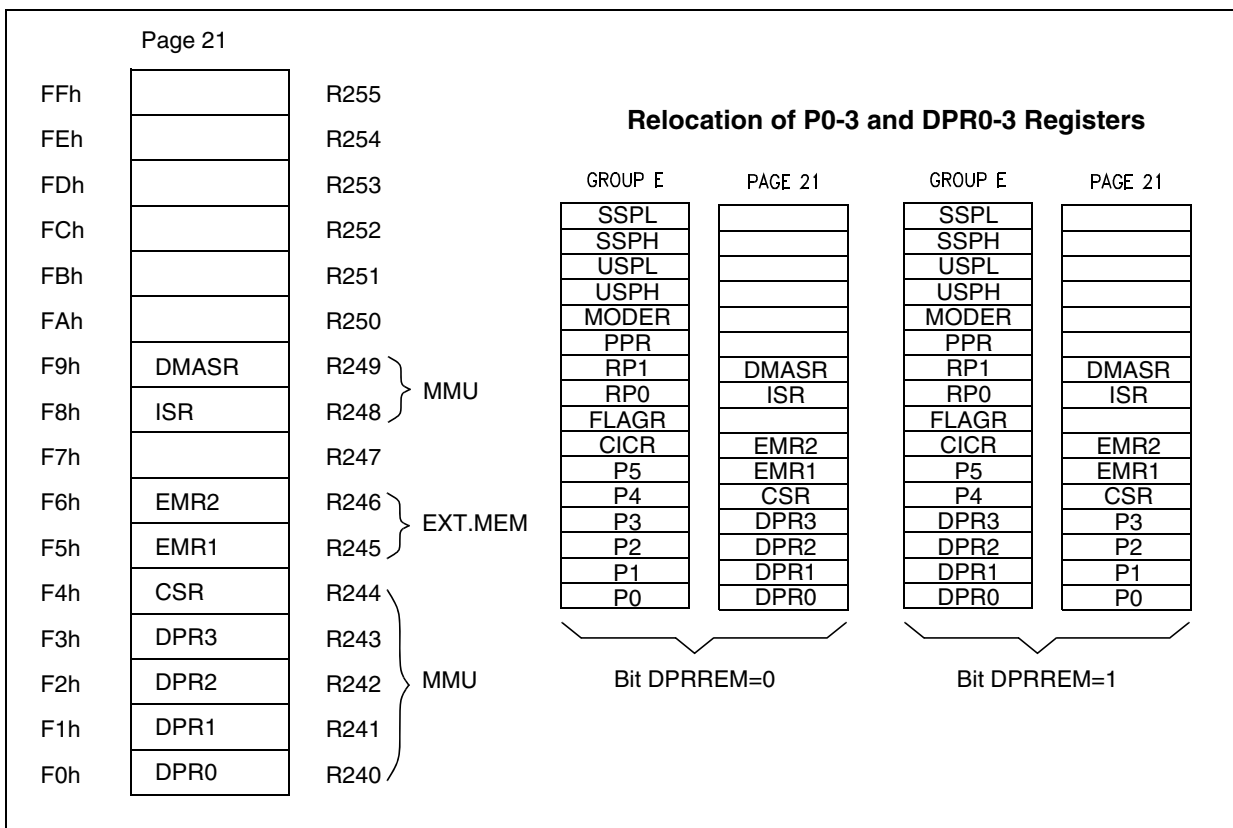 Page 21
FFh R255
FEh R254
FDh R253
FCh R252
FBh R251
FAh R250
F9h DMASR R249
F8h ISR R248
MMU
F7h R247
F6h EMR2 R246
F5h EMR1 R245
EXT.MEM
F4h CSR R244
F3h DPR3 R243
F2h DPR2 R242
F1h DPR1 R241
F0h DPR0 R240
MMU
Relocation of P0-3 and DPR0-3 Registers
GROUP E PAGE 21 GROUP E PAGE 21
SSPL SSPL
SSPH SSPH
USPL USPL
USPH USPH
MODER MODER
PPR PPR
RP1 DMASR RP1 DMASR
RP0 ISR RP0 ISR
FLAGR FLAGR
CICR EMR2 CICR EMR2
P5 EMR1 P5 EMR1
P4 CSR P4 CSR
P3 DPR3 DPR3 P3
P2 DPR2 DPR2 P2
P1 DPR1 DPR1 P1
P0 DPR0 DPR0 P0
Bit DPRREM=0 Bit DPRREM=1